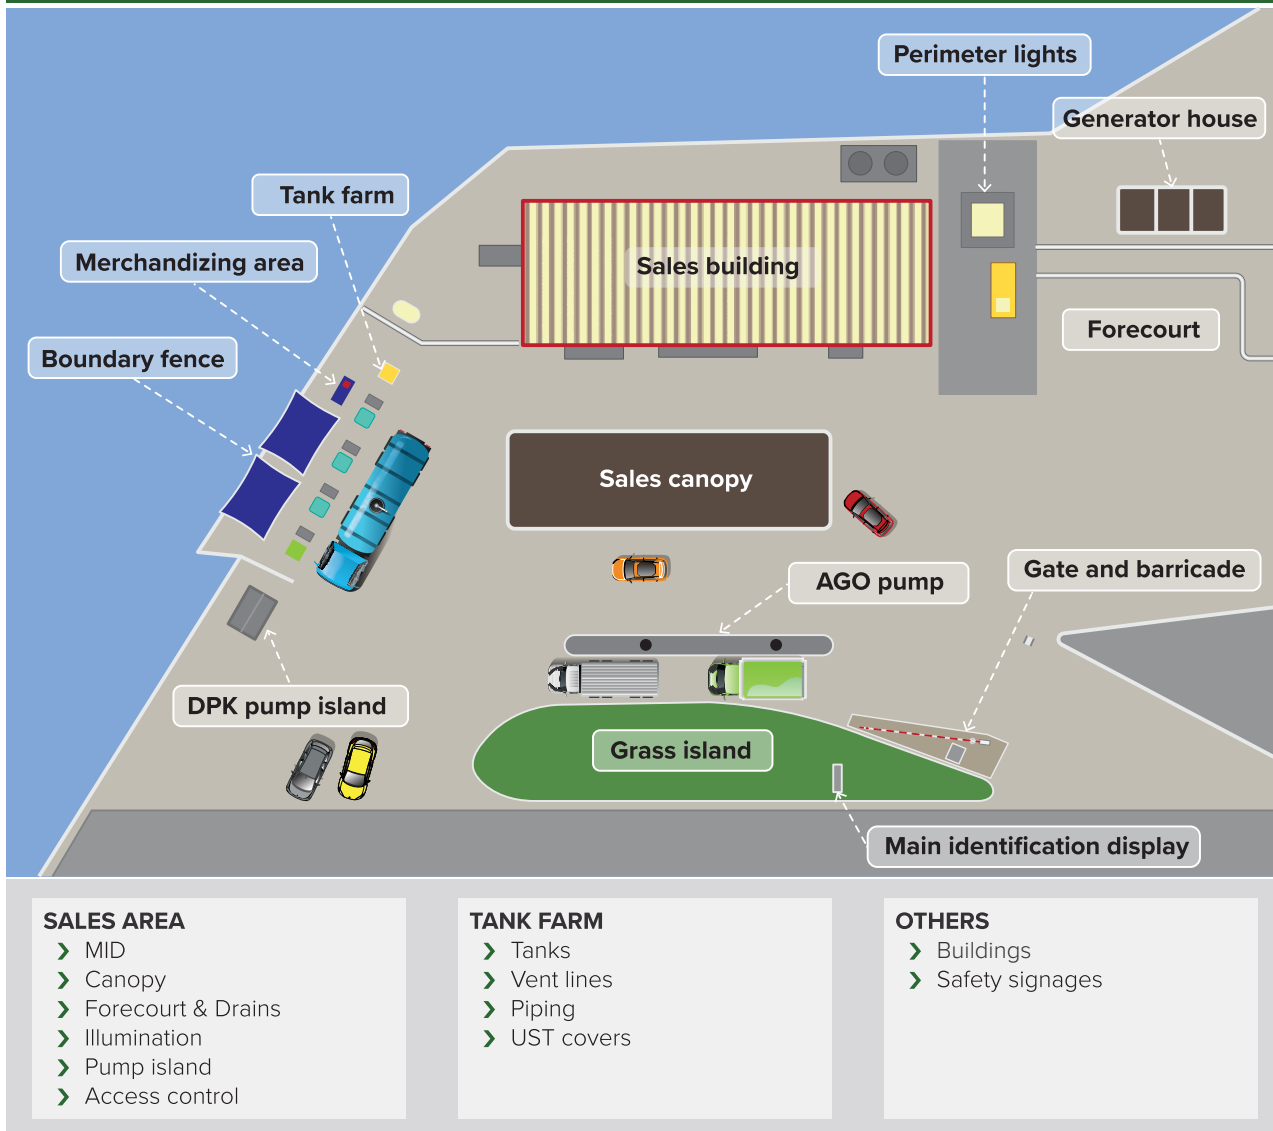 Perimeter lights
Generator house
Tank farm
Merchandizing area
Sales building
Forecourt
Boundary fence
Sales canopy
AGO pump
Gate and barricade
DPK pump island
Grass island
Main identification display
SALES AREA
❯ MID
❯ Canopy
❯ Forecourt & Drains
❯ Illumination
❯ Pump island
❯ Access control
TANK FARM
❯ Tanks
❯ Vent lines
❯ Piping
❯ UST covers
OTHERS
❯ Buildings
❯ Safety signages